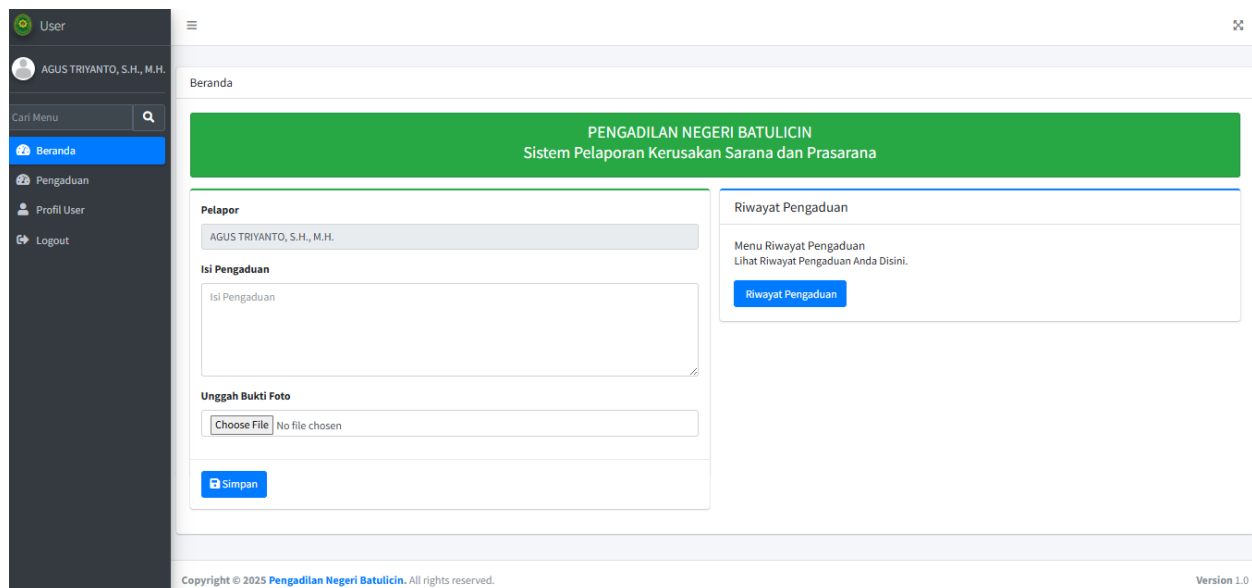 User
AGUS TRIYANTO, S.H., M.H.
Cari Menu
Beranda
Pengaduan
Profil User
Logout
Beranda
PENGADILAN NEGERI BATULICIN
Sistem Pelaporan Kerusakan Sarana dan Prasarana
Pelapor
AGUS TRIYANTO, S.H., M.H.
Isi Pengaduan
Isi Pengaduan
Unggah Bukti Foto
Choose File No file chosen
Simpan
Riwayat Pengaduan
Menu Riwayat Pengaduan
Lihat Riwayat Pengaduan Anda Disini.
Riwayat Pengaduan
Copyright © 2025 Pengadilan Negeri Batulicin. All rights reserved.
Version 1.0